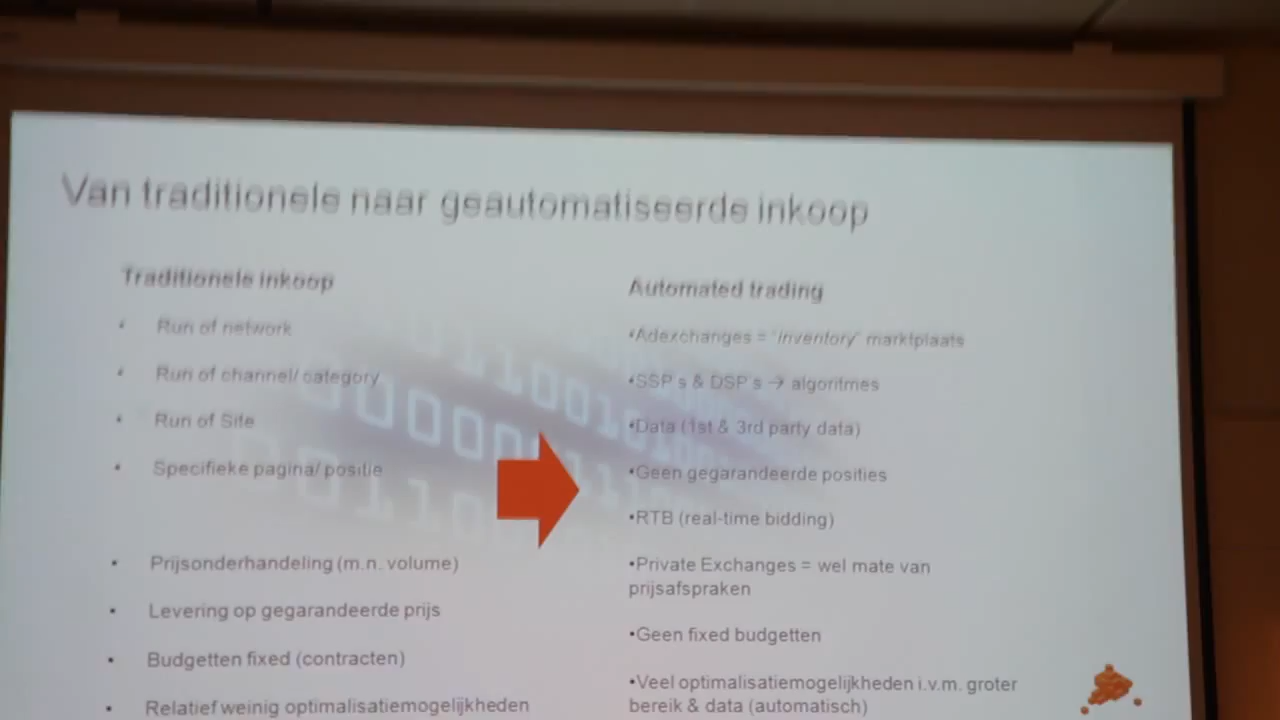 Van traditionele naar geautomatiseerde inkoop
Traditionele inkoop
• Run of network
• Run of channel/ category
• Run of Site
• Specifieke pagina/ positie
• Prijsonderhandeling (m.n. volume)
• Levering op gegarandeerde prijs
• Budgetten fixed (contracten)
• Relatief weinig optimalisatiemogelijkheden
Automated trading
•Adexchanges = "inventory" marktplaats
•SSP s & DSP s → algoritmes
•Data (1st & 3rd party data)
•Geen gegarandeerde posities
•RTB (real-time bidding)
•Private Exchanges = wel mate van
prijsafspraken
•Geen fixed budgetten
•Veel optimalisatiemogelijkheden i.v.m. groter
bereik & data (automatisch)